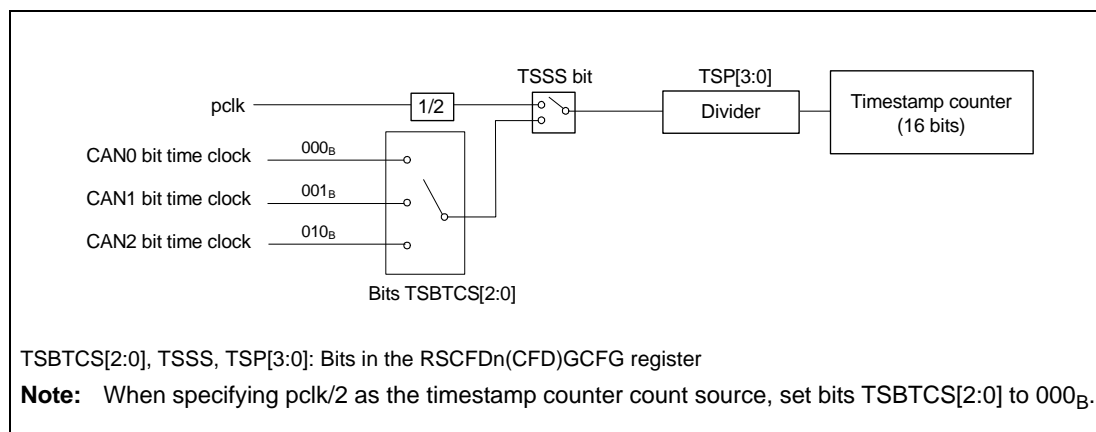 TSSS bit
TSP[3:0]
pclk
1/2
Divider
Timestamp counter
(16 bits)
CAN0 bit time clock
000B
CAN1 bit time clock
001B
CAN2 bit time clock
010B
Bits TSBTCS[2:0]
TSBTCS[2:0], TSSS, TSP[3:0]: Bits in the RSCFDn(CFD)GCFG register
Note: When specifying pclk/2 as the timestamp counter count source, set bits TSBTCS[2:0] to 000B.